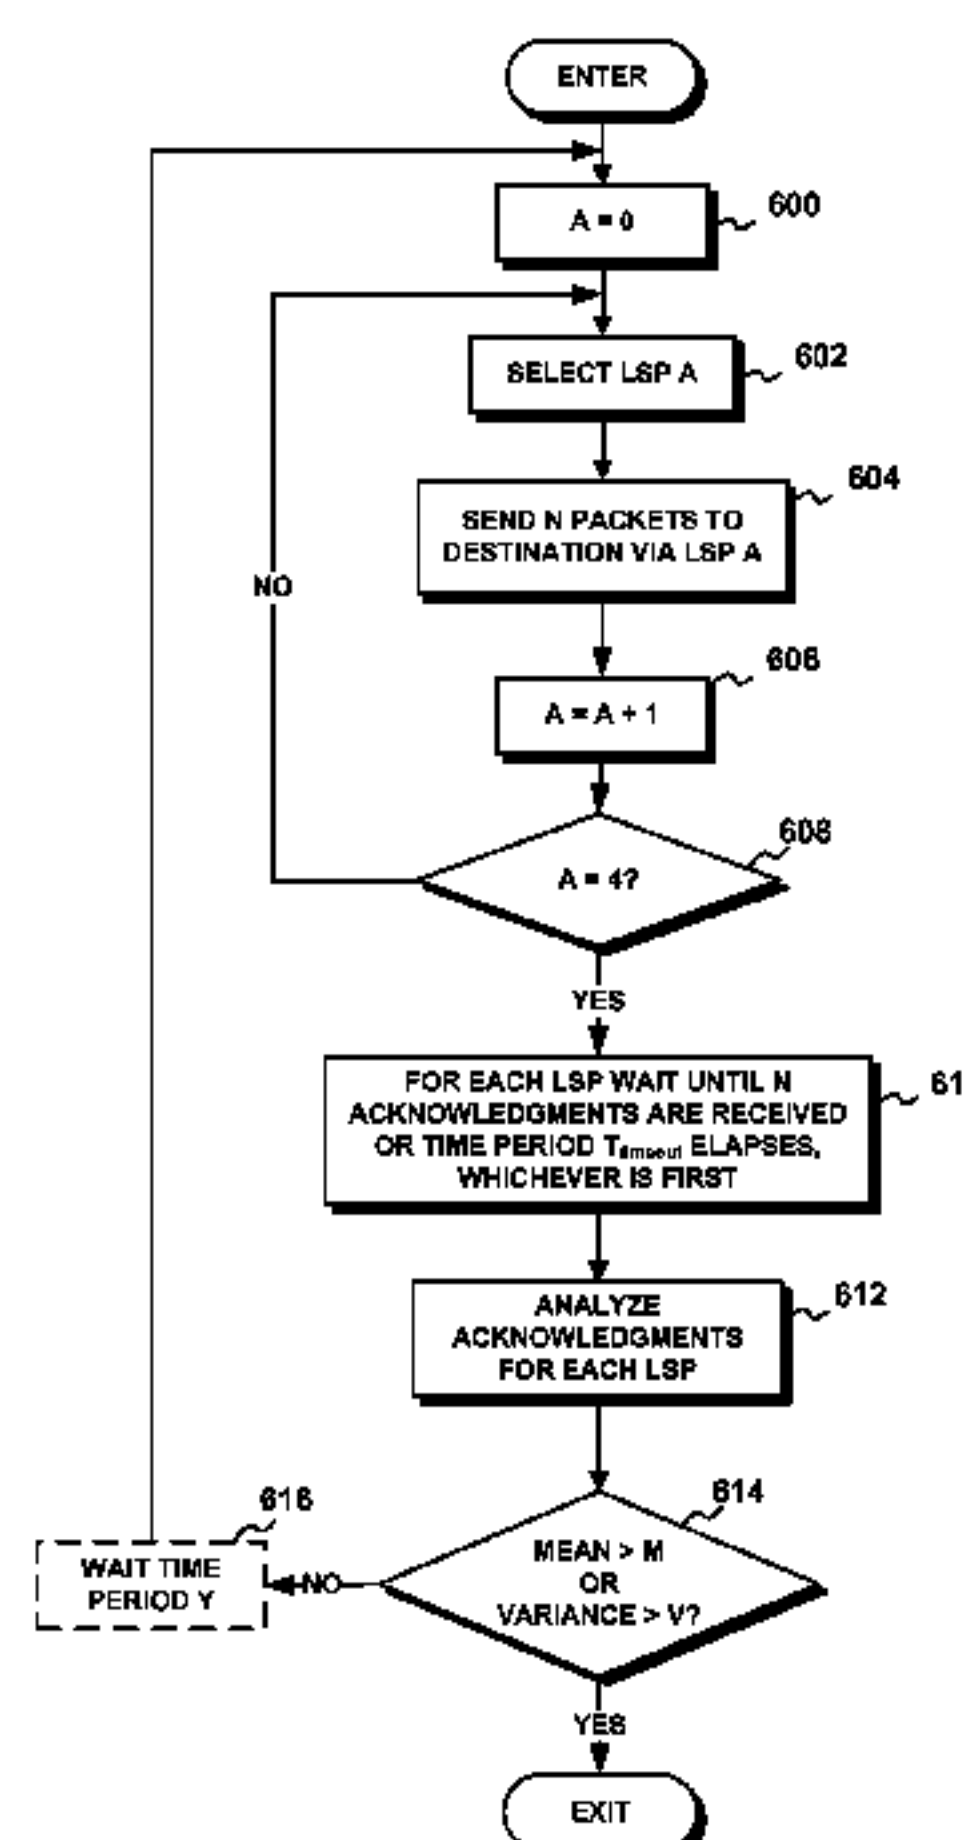 ENTER
A = 0
600
SELECT LSP A
602
SEND N PACKETS TO
DESTINATION VIA LSP A
604
NO
A = A + 1
606
A = 4?
608
YES
FOR EACH LSP WAIT UNTIL N
ACKNOWLEDGMENTS ARE RECEIVED
OR TIME PERIOD Ttimeout ELAPSES,
WHICHEVER IS FIRST
61
ANALYZE
ACKNOWLEDGMENTS
FOR EACH LSP
612
MEAN > M
OR
VARIANCE > V?
614
NO
WAIT TIME
PERIOD Y
616
YES
EXIT